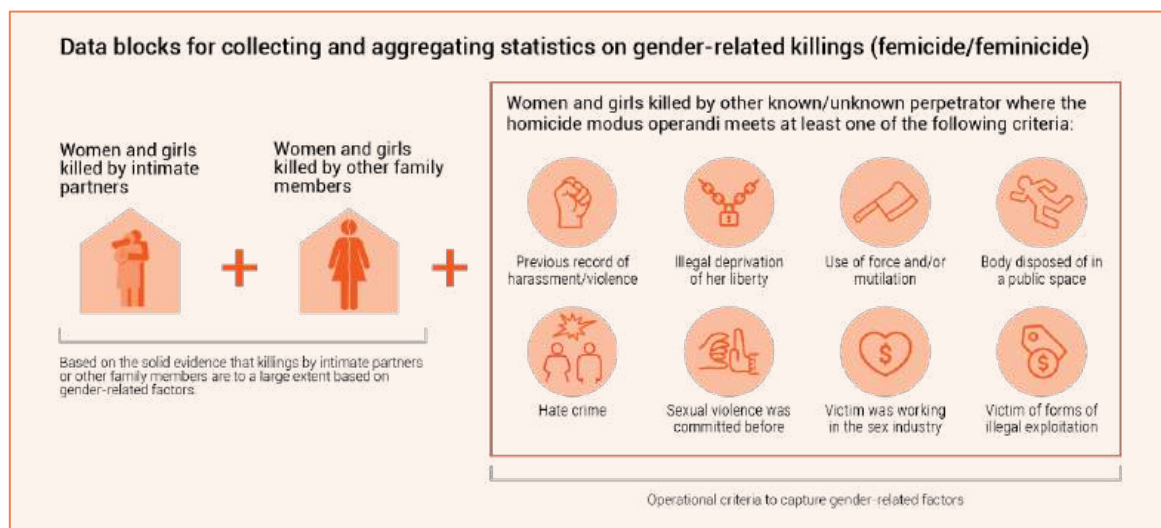 Data blocks for collecting and aggregating statistics on gender-related killings (femicide/feminicide)
Women and girls
killed by intimate
partners
Women and girls
killed by other family
members
Based on the solid evidence that killings by intimate partners
or other family members are to a large extent based on
gender-related factors.
Women and girls killed by other known/unknown perpetrator where the
homicide modus operandi meets at least one of the following criteria:
Previous record of
harassment/violence
Illegal deprivation
of her liberty
Use of force and/or
mutilation
Body disposed of in
a public space
Hate crime
Sexual violence was
committed before
Victim was working
in the sex industry
Victim of forms of
illegal exploitation
Operational criteria to capture gender-related factors